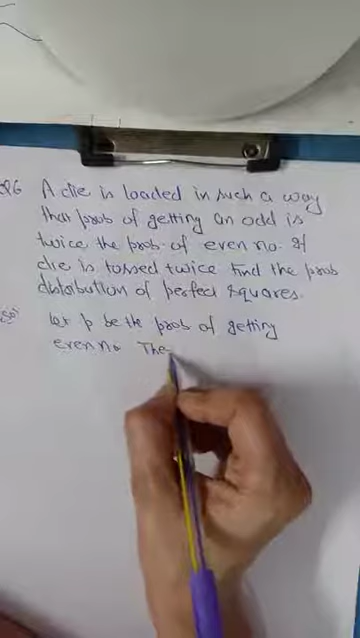 Q6 A die is loaded in such a way
that prob of getting an odd is
twice the prob. of even no. If
die is tossed twice find the prob
distribution of perfect squares.
Sol let p be the prob of getting
even no The